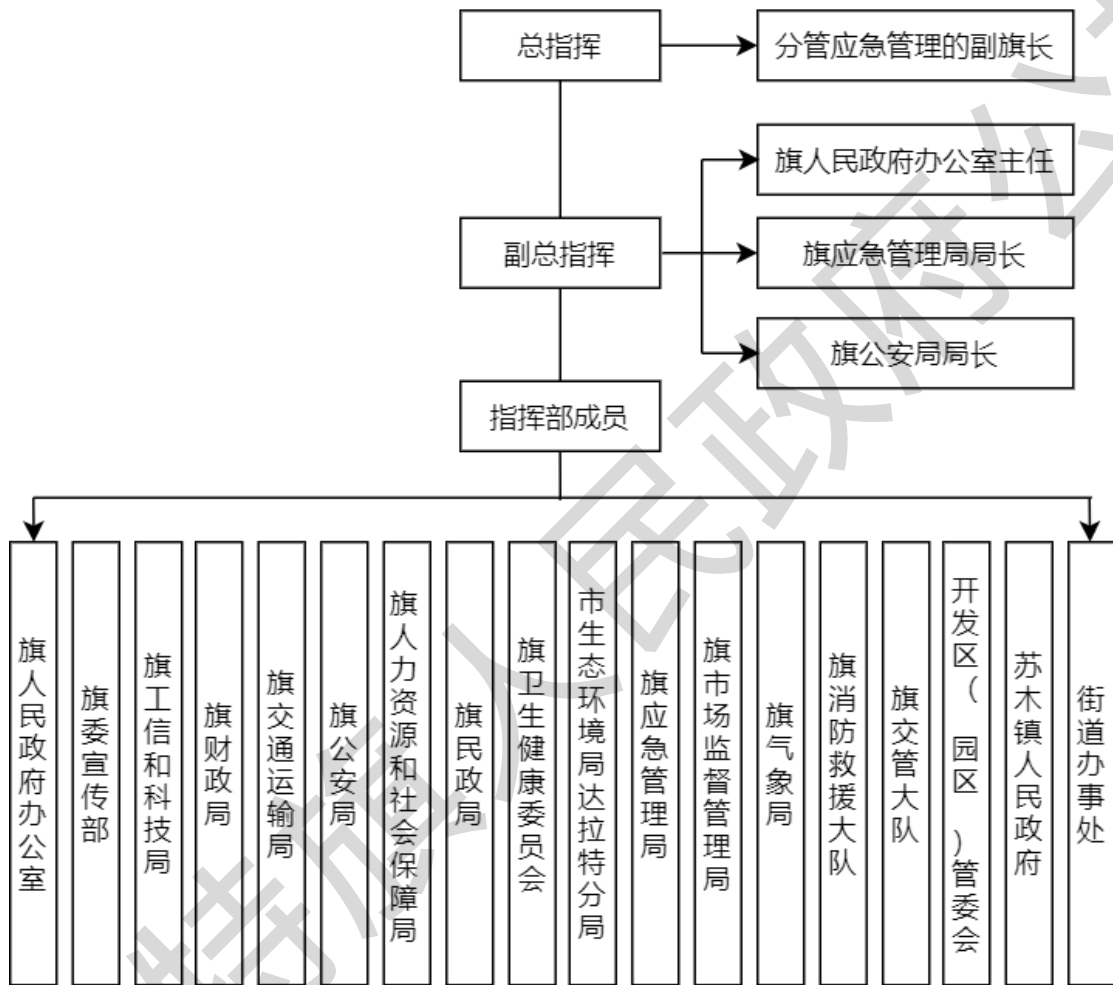 总指挥
分管应急管理的副旗长
旗人民政府办公室主任
副总指挥
旗应急管理局局长
旗公安局局长
指挥部成员
旗人民政府办公室
旗委宣传部
旗工信和科技局
旗财政局
旗交通运输局
旗公安局
旗人力资源和社会保障局
旗民政局
旗卫生健康委员会
市生态环境局达拉特分局
旗应急管理局
旗市场监督管理局
旗气象局
旗消防救援大队
旗交管大队
开发区（园区）管委会
苏木镇人民政府
街道办事处
特旗人民政府公